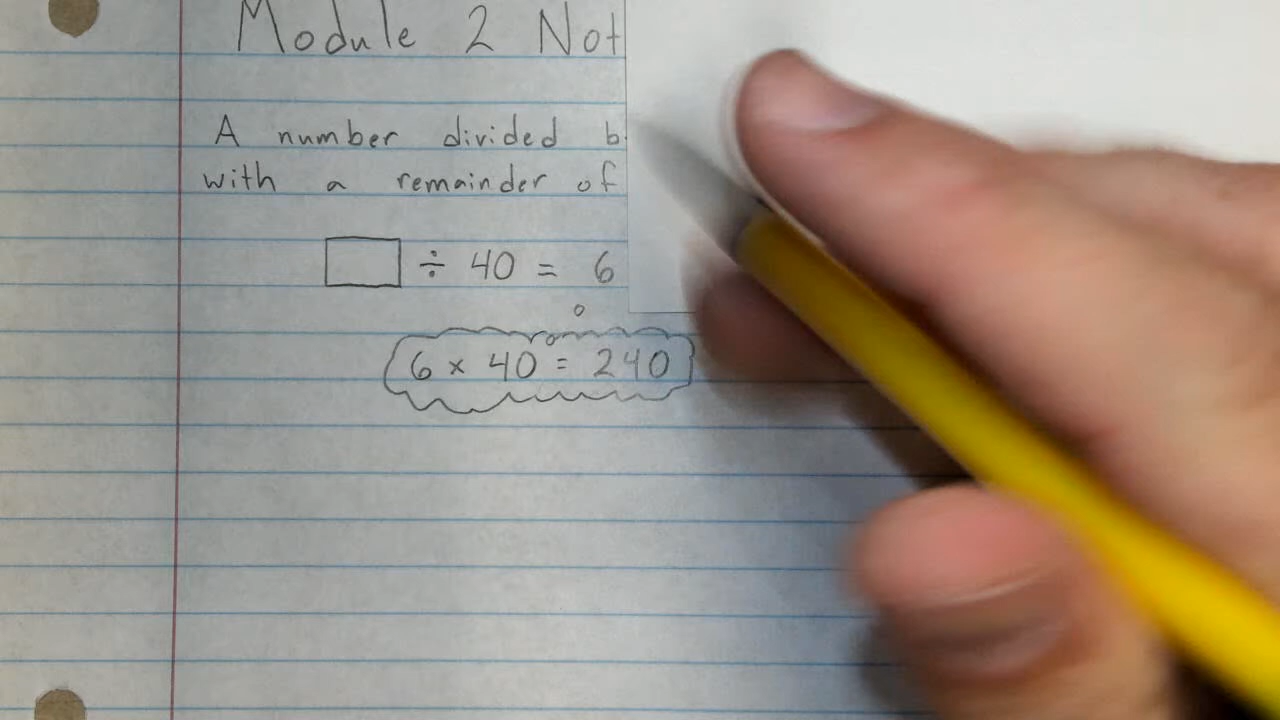 Module 2 Not
A number divided b
with a remainder of
÷ 40 = 6
6 × 40 = 240